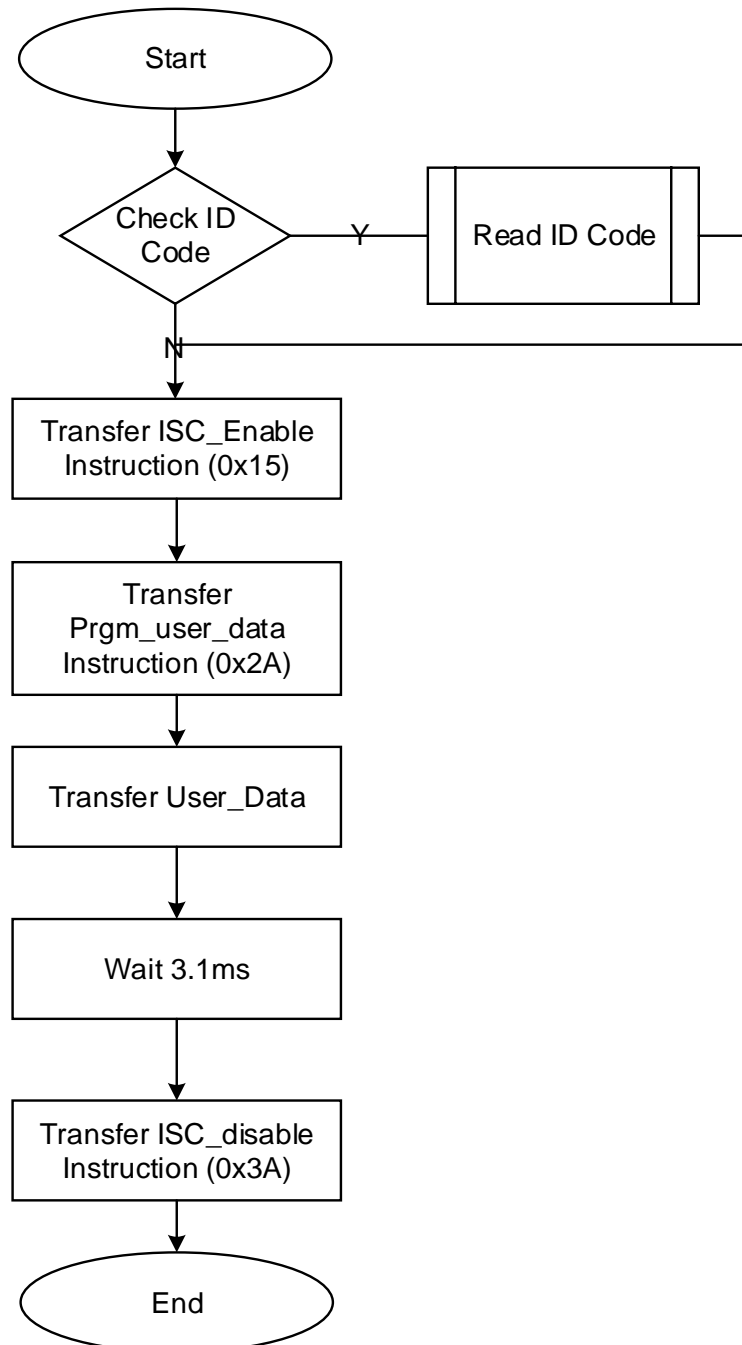 Start
Check ID
Code
Y
Read ID Code
N
Transfer ISC_Enable
Instruction (0x15)
Transfer
Prgm_user_data
Instruction (0x2A)
Transfer User_Data
Wait 3.1ms
Transfer ISC_disable
Instruction (0x3A)
End